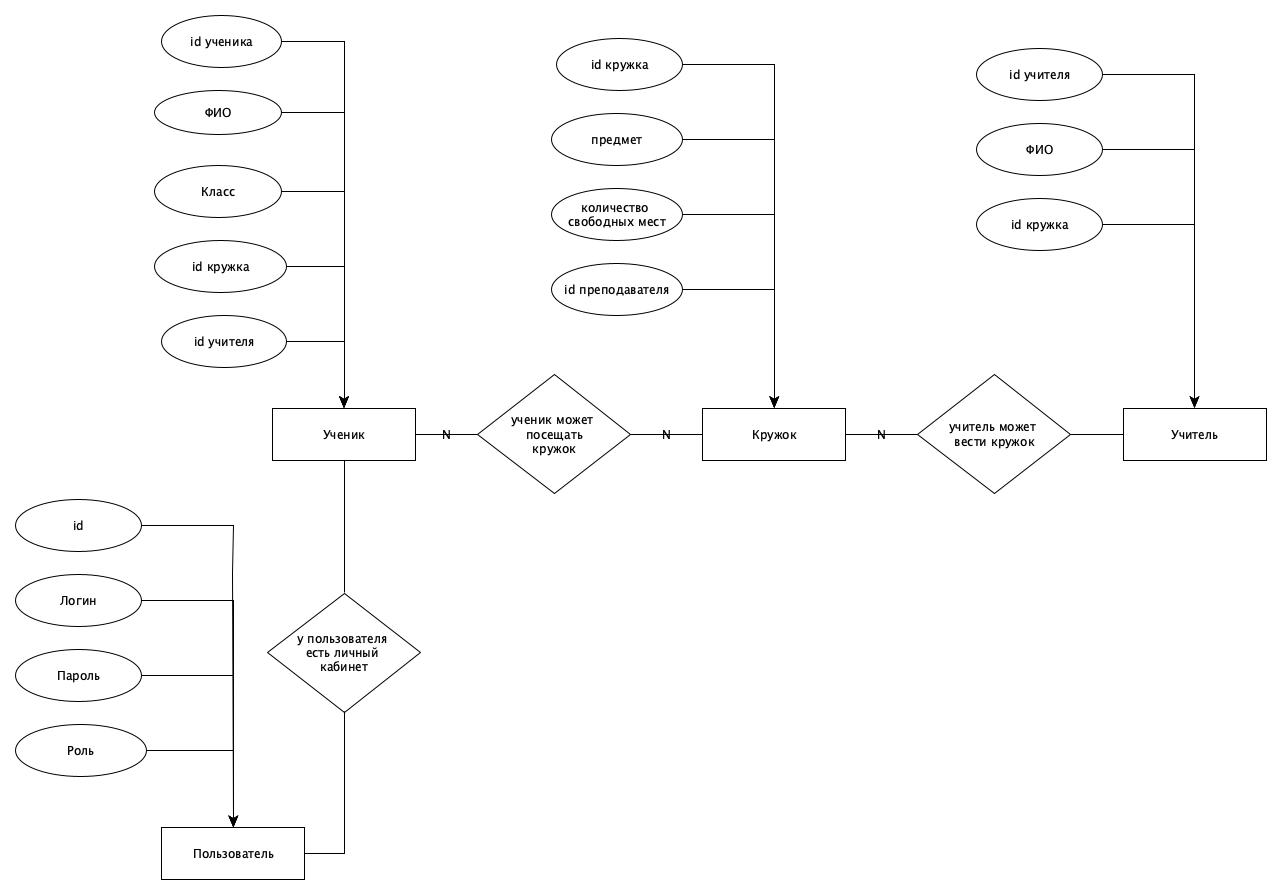 id ученика
ФИО
Класс
id кружка
id учителя
id кружка
предмет
количество
свободных мест
id преподавателя
id учителя
ФИО
id кружка
Ученик
N
ученик может
посещать
кружок
N
Кружок
N
учитель может
вести кружок
Учитель
id
Логин
Пароль
Роль
у пользователя
есть личный
кабинет
Пользователь